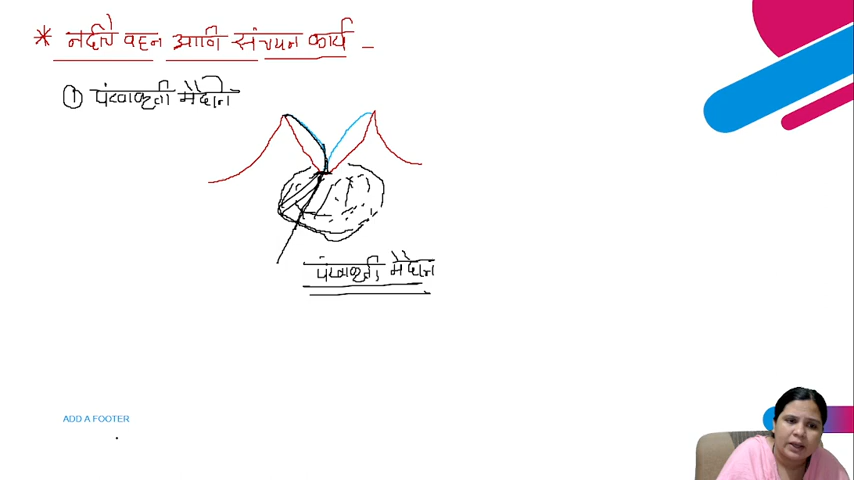 * नदीचे वहन आणि संचयन कार्य –
① पंखाकृती मैदाने
पंखाकृती मैदान
ADD A FOOTER